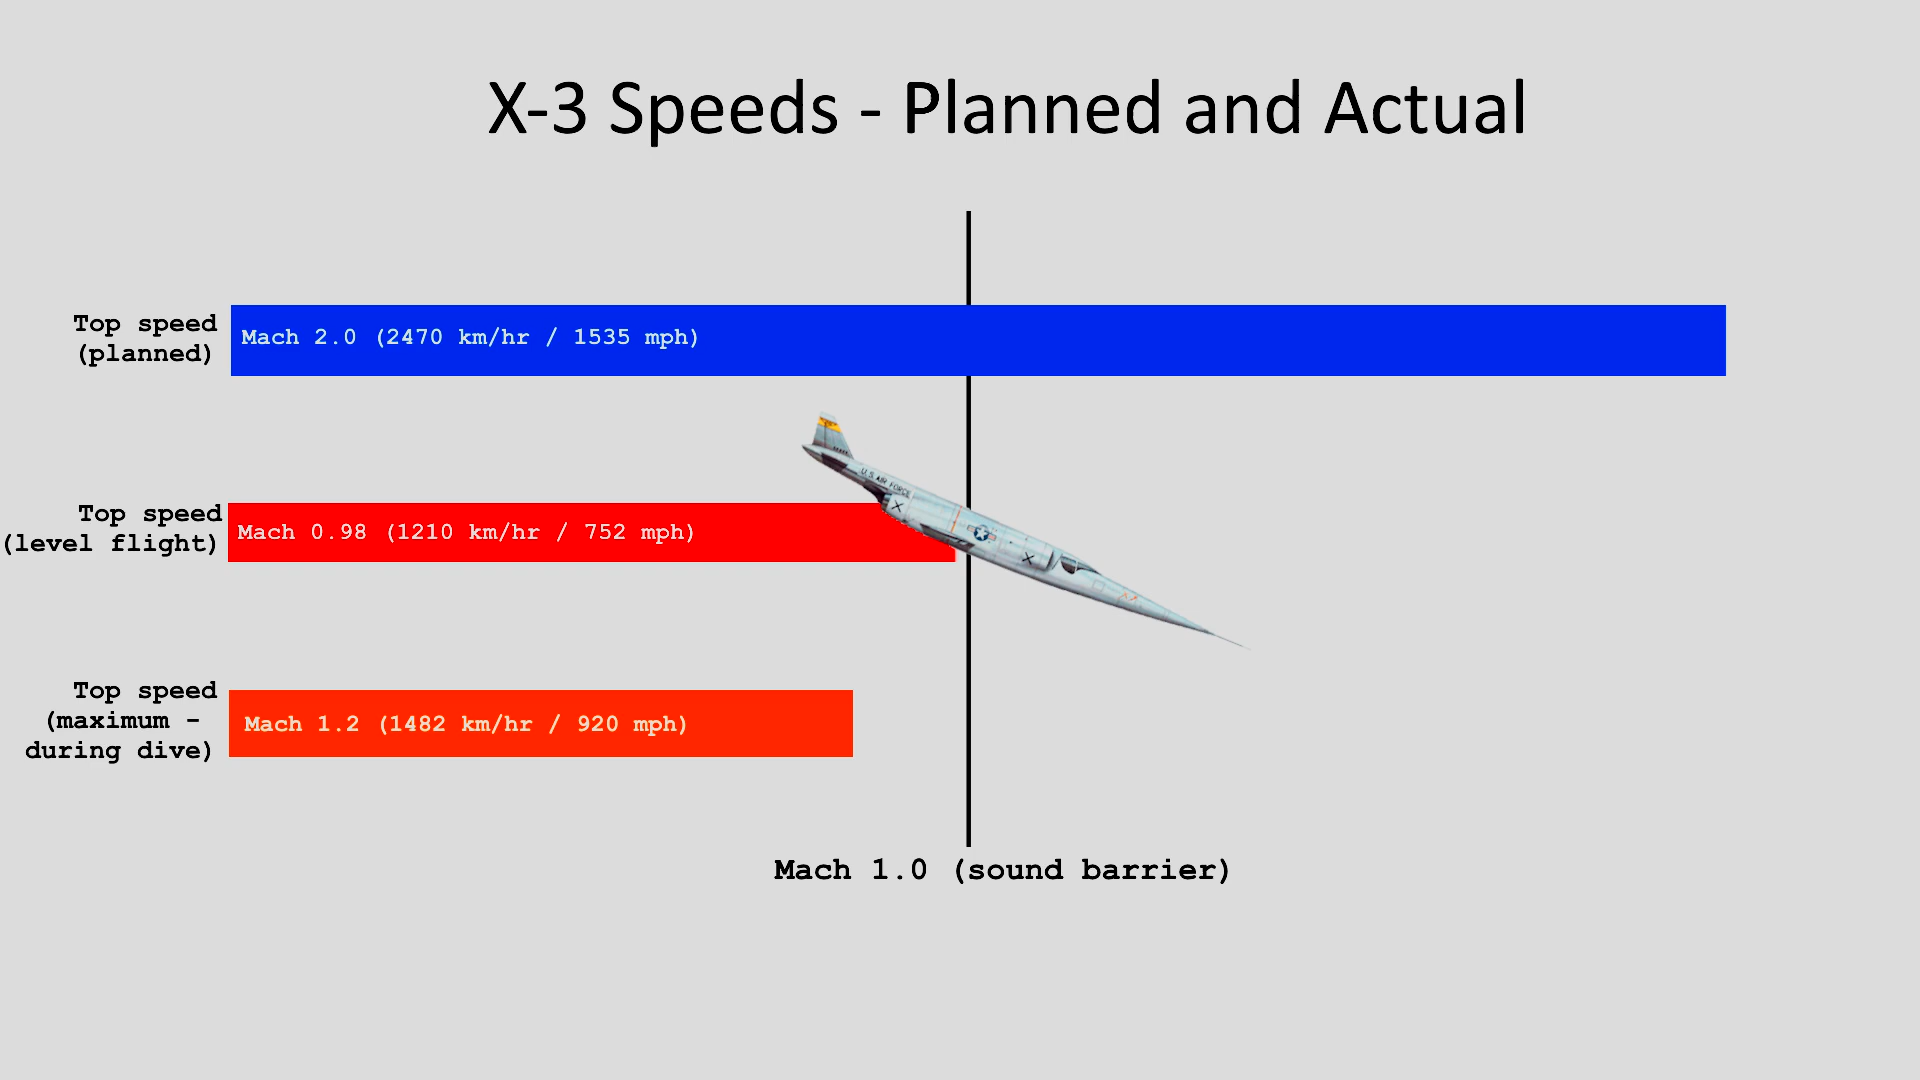 X-3 Speeds - Planned and Actual
Top speed
(planned)
Mach 2.0 (2470 km/hr / 1535 mph)
U.S. AIR FORCE
Top speed
(level flight)
Mach 0.98 (1210 km/hr / 752 mph)
Top speed
(maximum -
during dive)
Mach 1.2 (1482 km/hr / 920 mph)
Mach 1.0 (sound barrier)